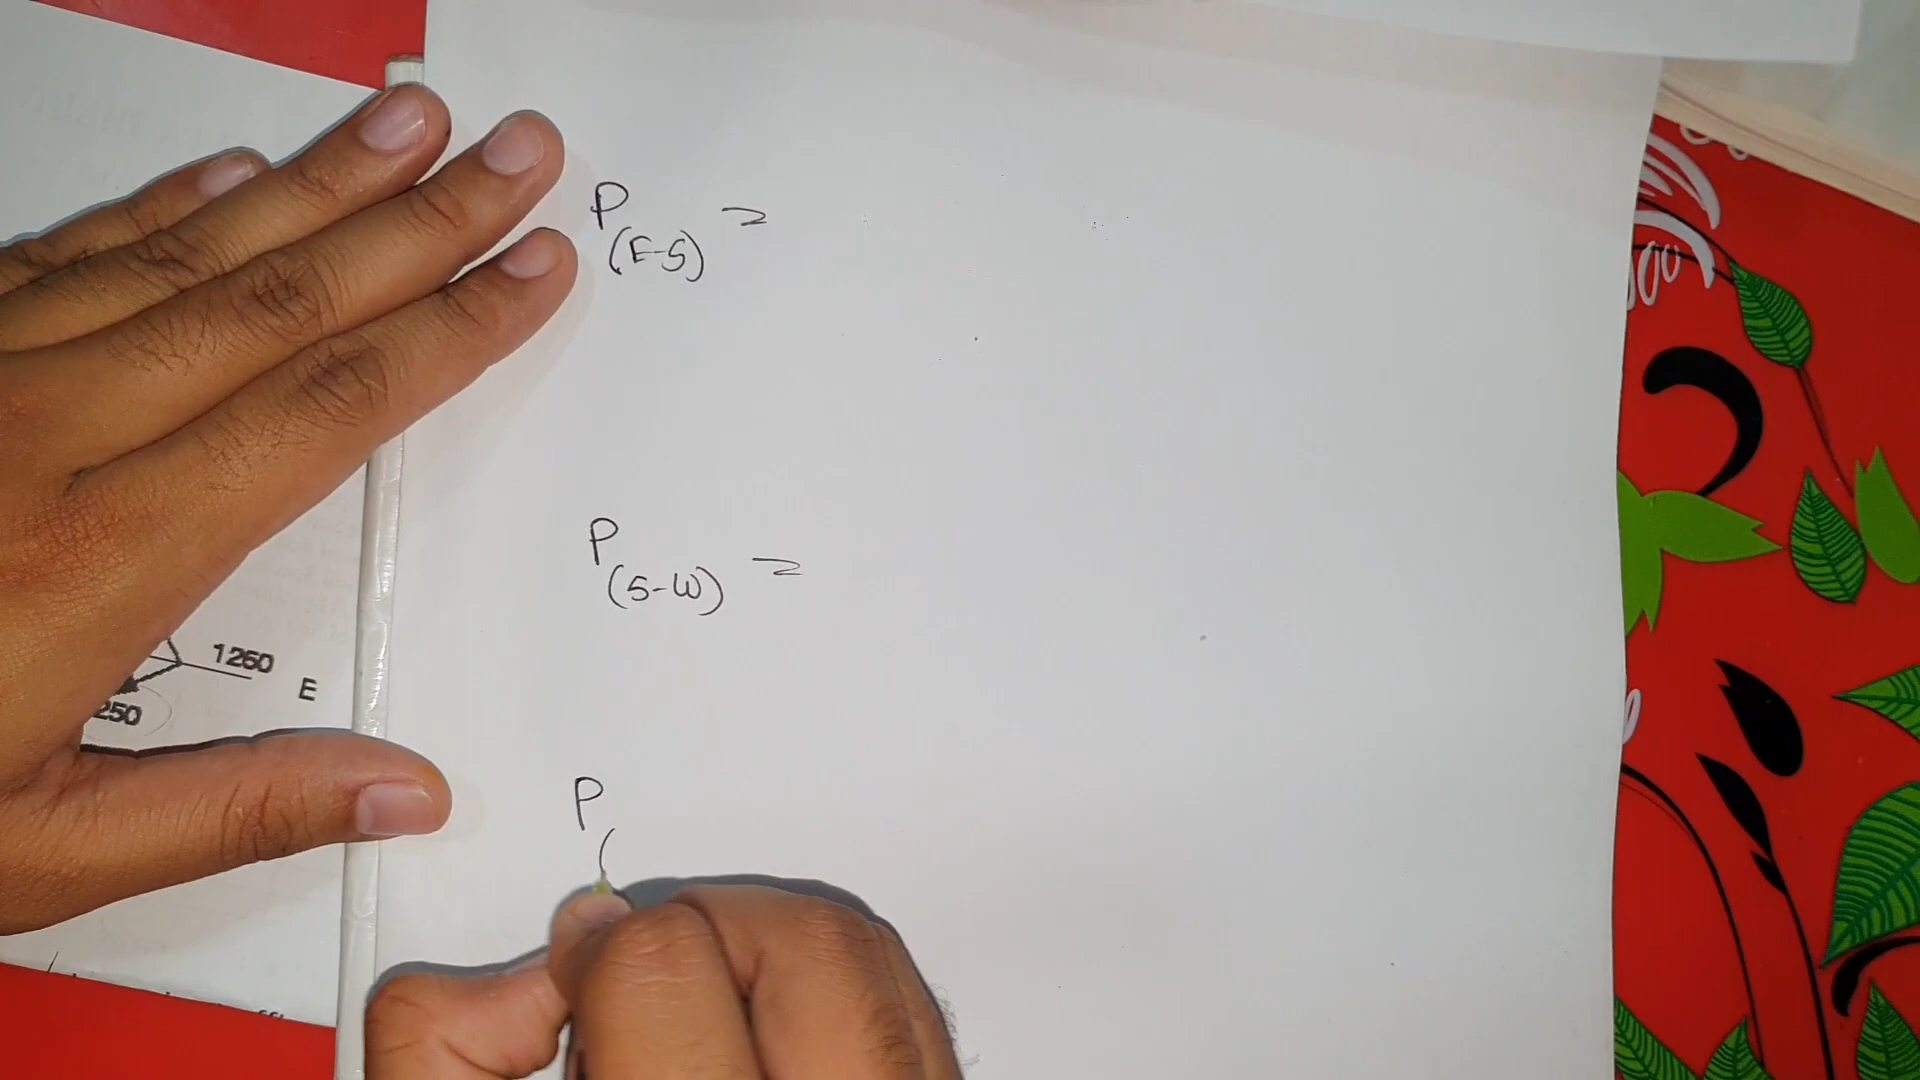 P(E-S) =
P(S-W) =
P(
1260
E
250